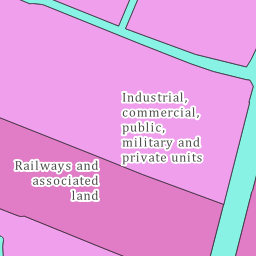 Industrial,
commercial,
public,
military and
private units
Railways and
associated
land